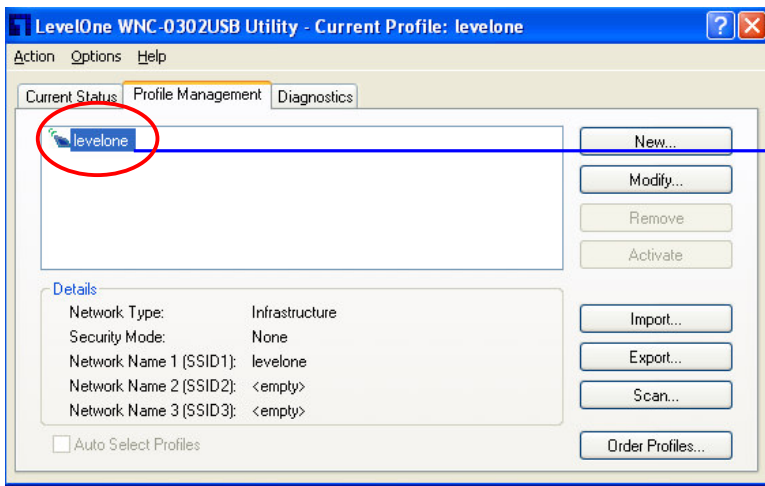 LevelOne WNC-0302USB Utility - Current Profile: levelone
Action Options Help
Current Status Profile Management Diagnostics
levelone
New...
Modify...
Remove
Activate
Details
Network Type: Infrastructure
Security Mode: None
Network Name 1 (SSID1): levelone
Network Name 2 (SSID2): <empty>
Network Name 3 (SSID3): <empty>
Import...
Export...
Scan...
Auto Select Profiles
Order Profiles...